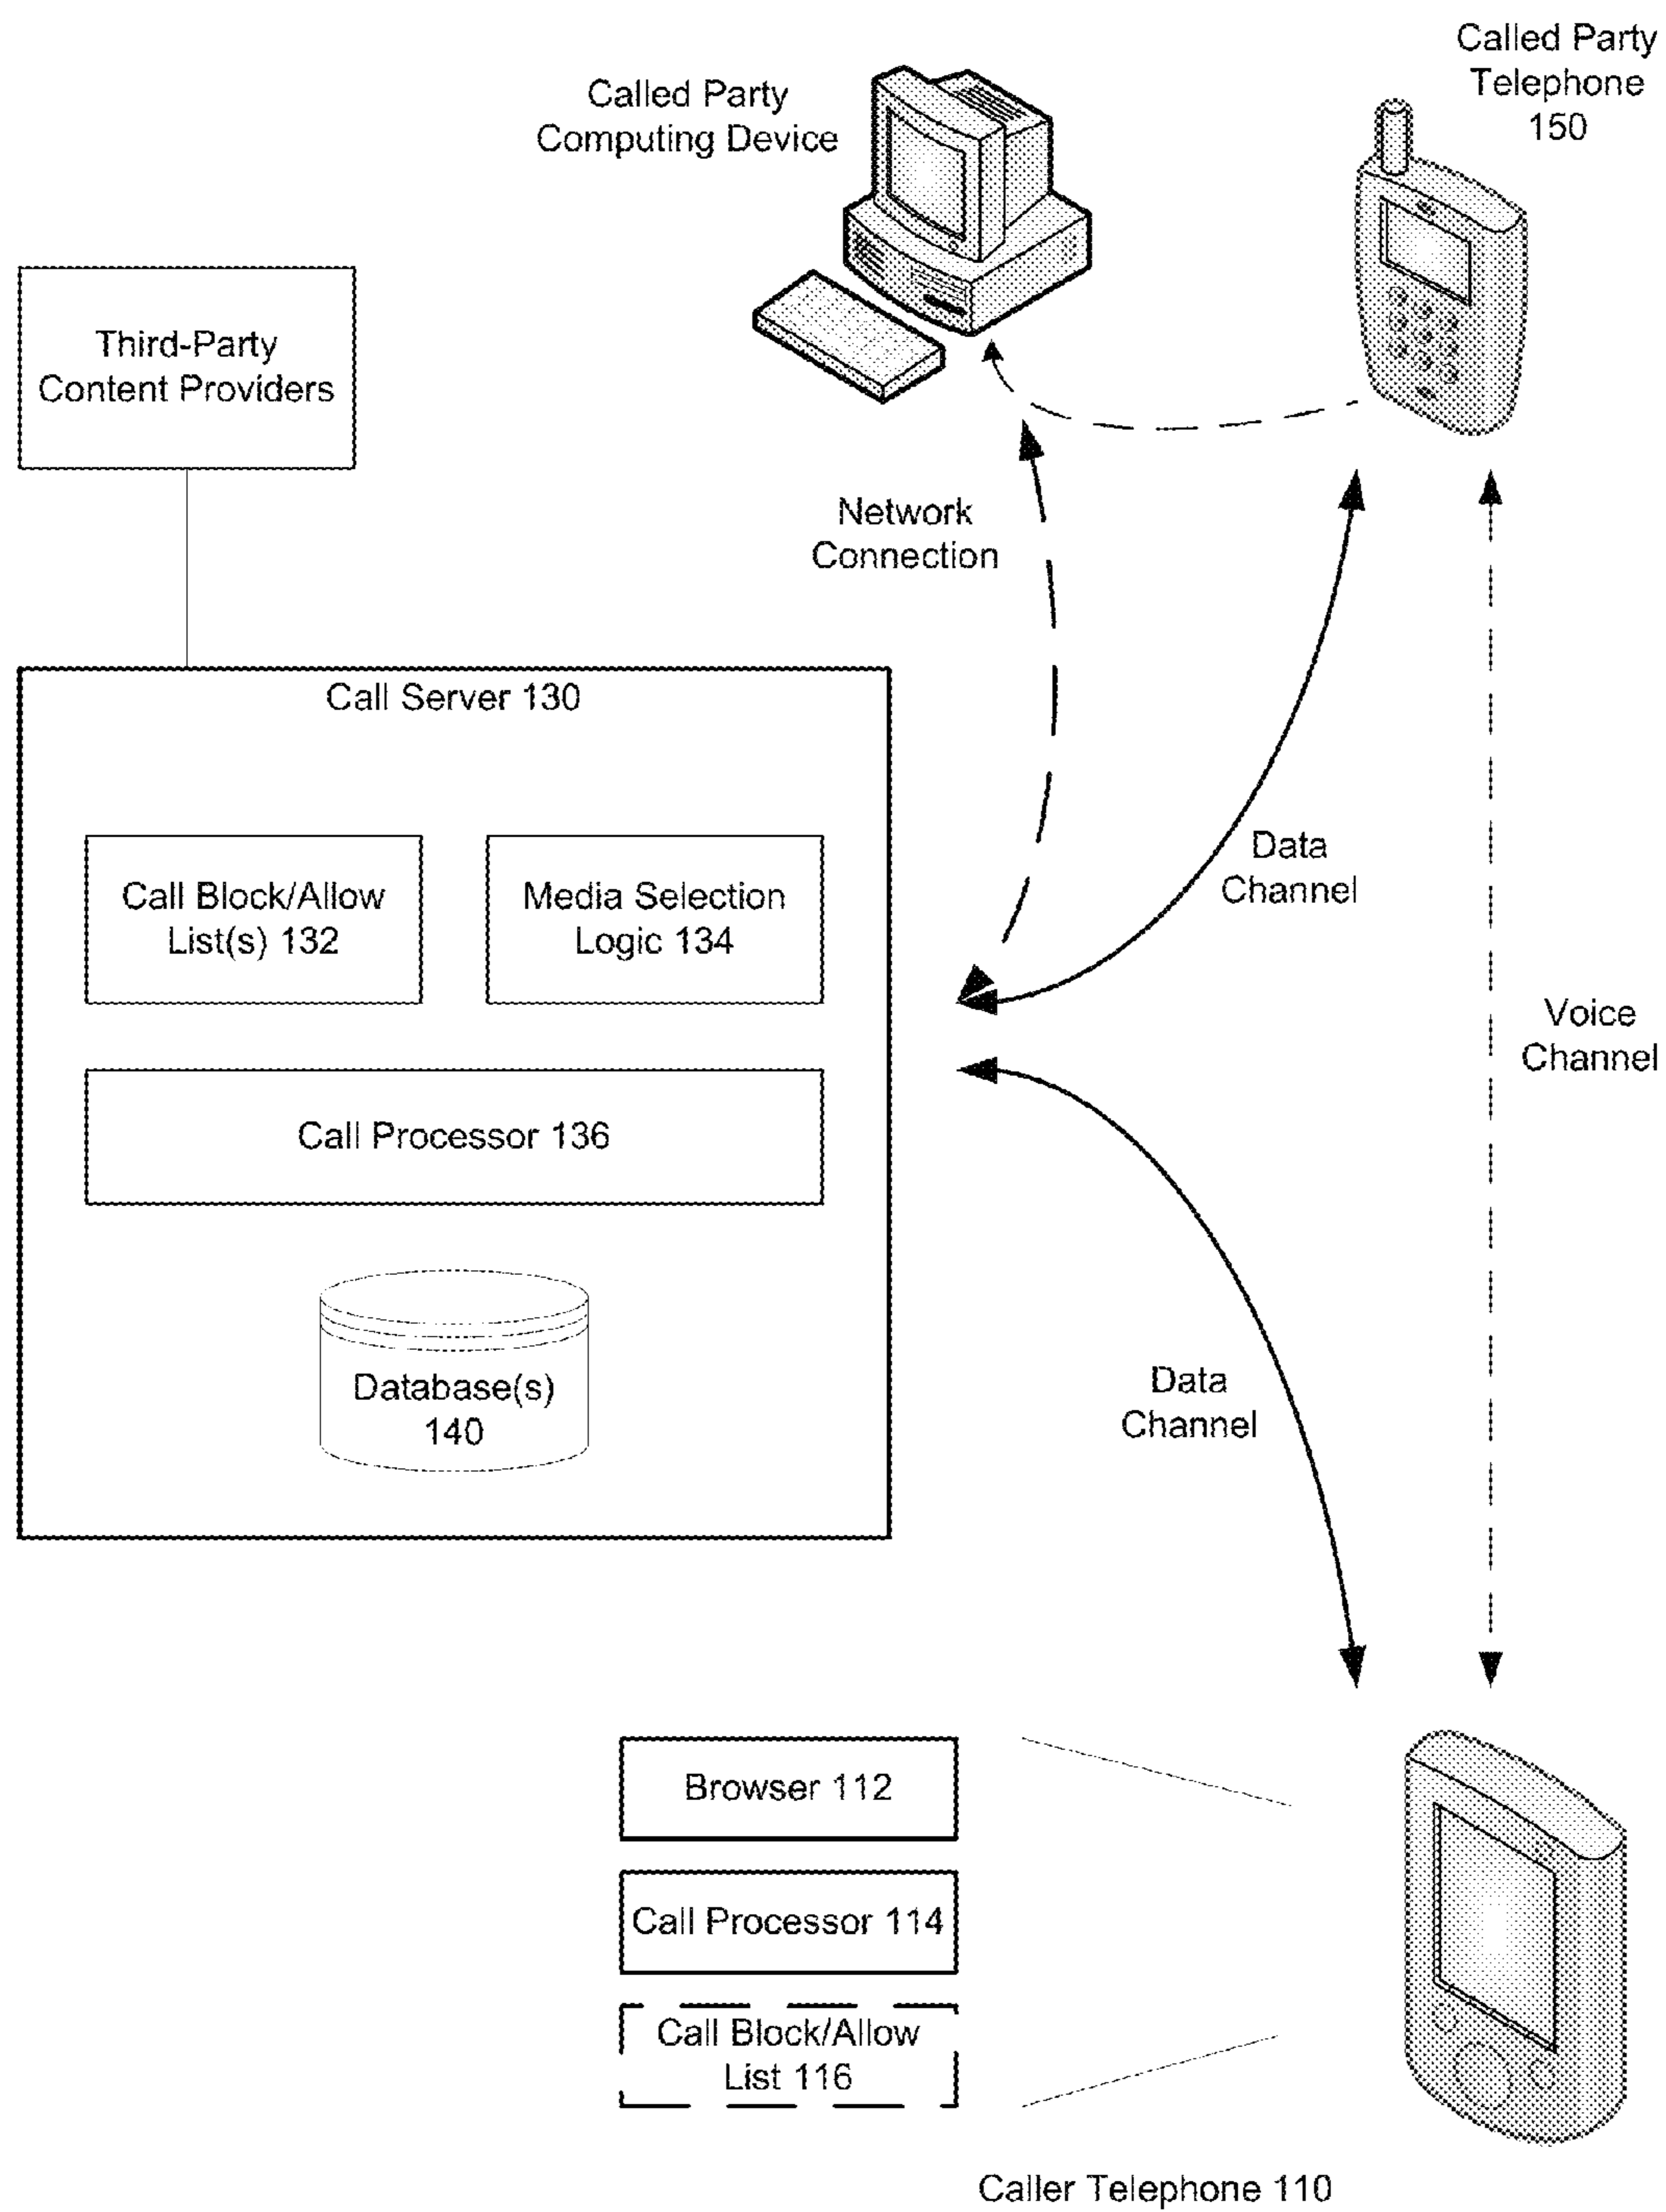 Called Party
Telephone
150
Called Party
Computing Device
Third-Party
Content Providers
Network
Connection
Call Server 130
Call Block/Allow
List(s) 132
Media Selection
Logic 134
Data
Channel
Voice
Channel
Call Processor 136
Database(s)
140
Data
Channel
Browser 112
Call Processor 114
Call Block/Allow
List 116
Caller Telephone 110